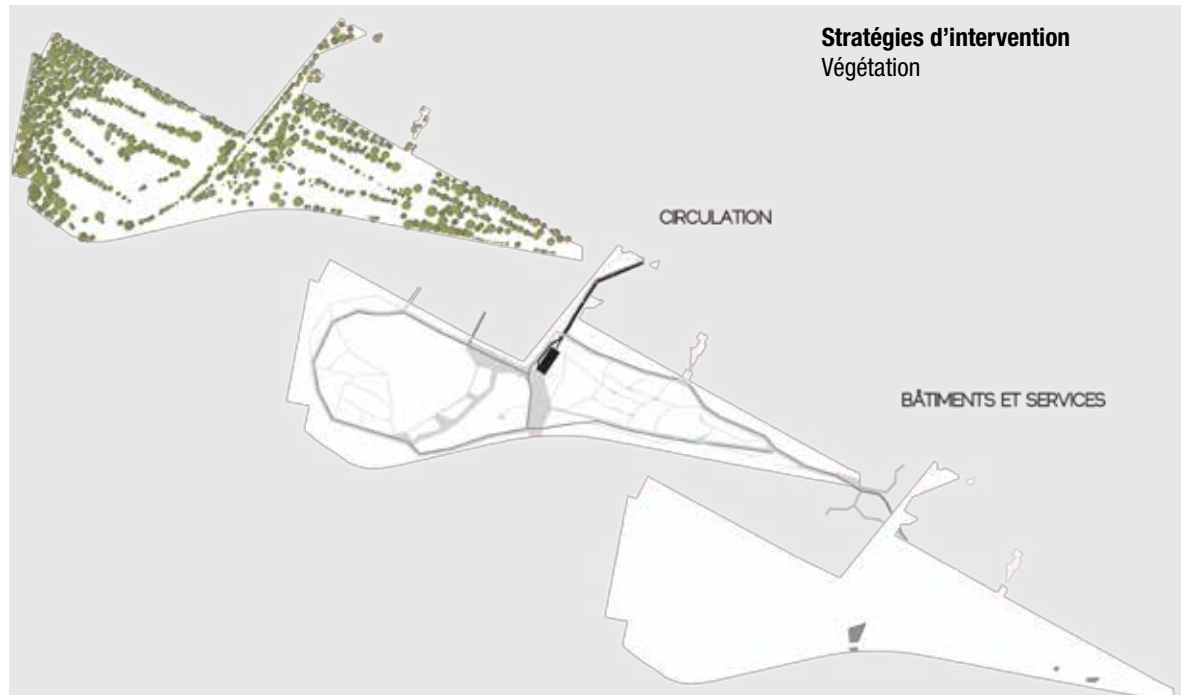 Stratégies d'intervention
Végétation
CIRCULATION
BÂTIMENTS ET SERVICES